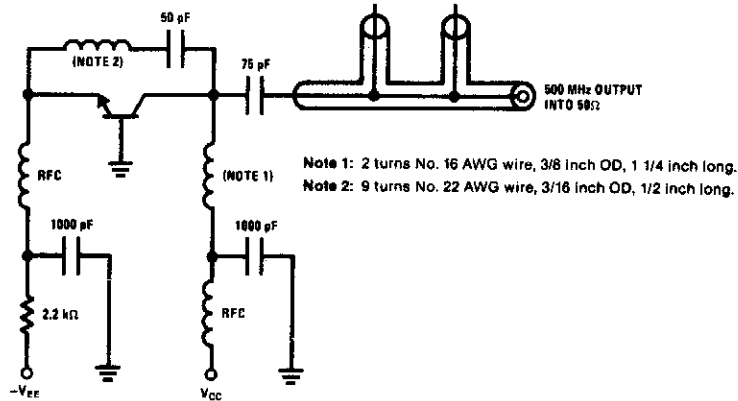 50 pF
(NOTE 2)
75 pF
500 MHz OUTPUT
INTO 50Ω
RFC
(NOTE 1)
Note 1: 2 turns No. 16 AWG wire, 3/8 inch OD, 1 1/4 inch long.
Note 2: 9 turns No. 22 AWG wire, 3/16 inch OD, 1/2 inch long.
1000 pF
1000 pF
2.2 kΩ
RFC
-VEE
VCC